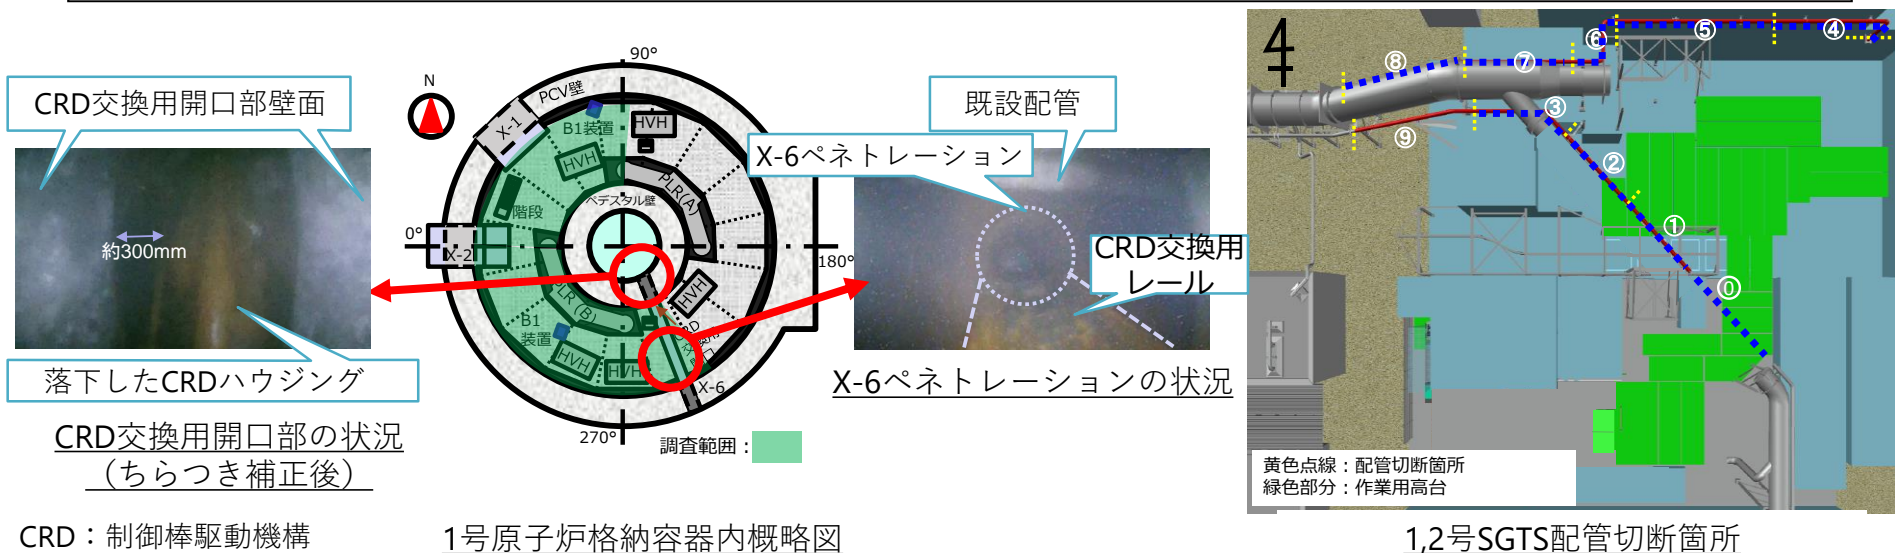 CRD交換用開口部壁面
約300mm
落下したCRDハウジング
CRD交換用開口部の状況
（ちらつき補正後）
CRD：制御棒駆動機構
N
90°
PCV壁
X-1
B1装置
HVH
HVH
PLR(A)
階段
ペデスタル壁
0°
X-2
180°
PLR(B)
HVH
B1
装置
HVH
HVH
X-6
270°
調査範囲：
1号原子炉格納容器内概略図
既設配管
X-6ペネトレーション
CRD交換用
レール
X-6ペネトレーションの状況
⑧
⑦
⑥
⑤
④
③
⑨
②
①
⓪
黄色点線：配管切断箇所
緑色部分：作業用高台
1,2号SGTS配管切断箇所